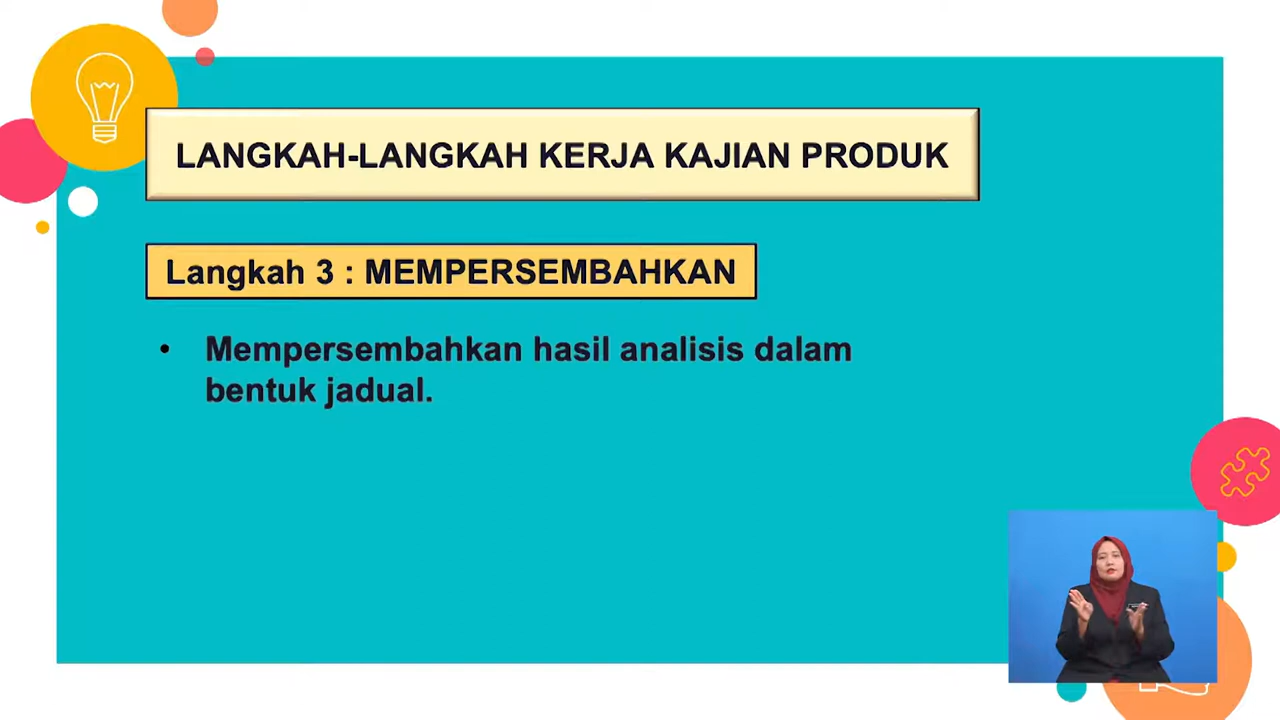 LANGKAH-LANGKAH KERJA KAJIAN PRODUK
Langkah 3 : MEMPERSEMBAHKAN
• Mempersembahkan hasil analisis dalam
bentuk jadual.